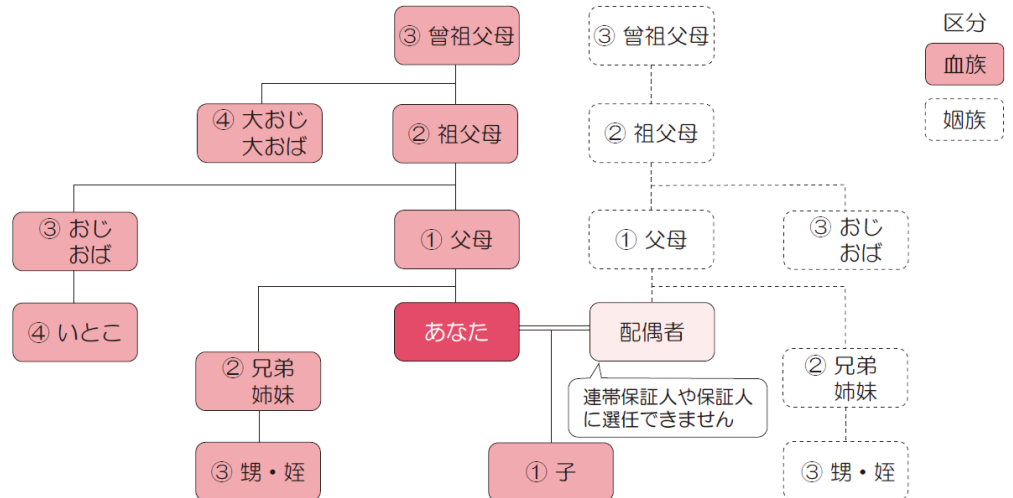 ③ 曾祖父母
③ 曾祖父母
区分
血族
姻族
④ 大おじ
大おば
② 祖父母
② 祖父母
③ おじ
おば
① 父母
① 父母
③ おじ
おば
④ いとこ
あなた
配偶者
② 兄弟
姉妹
② 兄弟
姉妹
連帯保証人や保証人
に選任できません
③ 甥・姪
① 子
③ 甥・姪